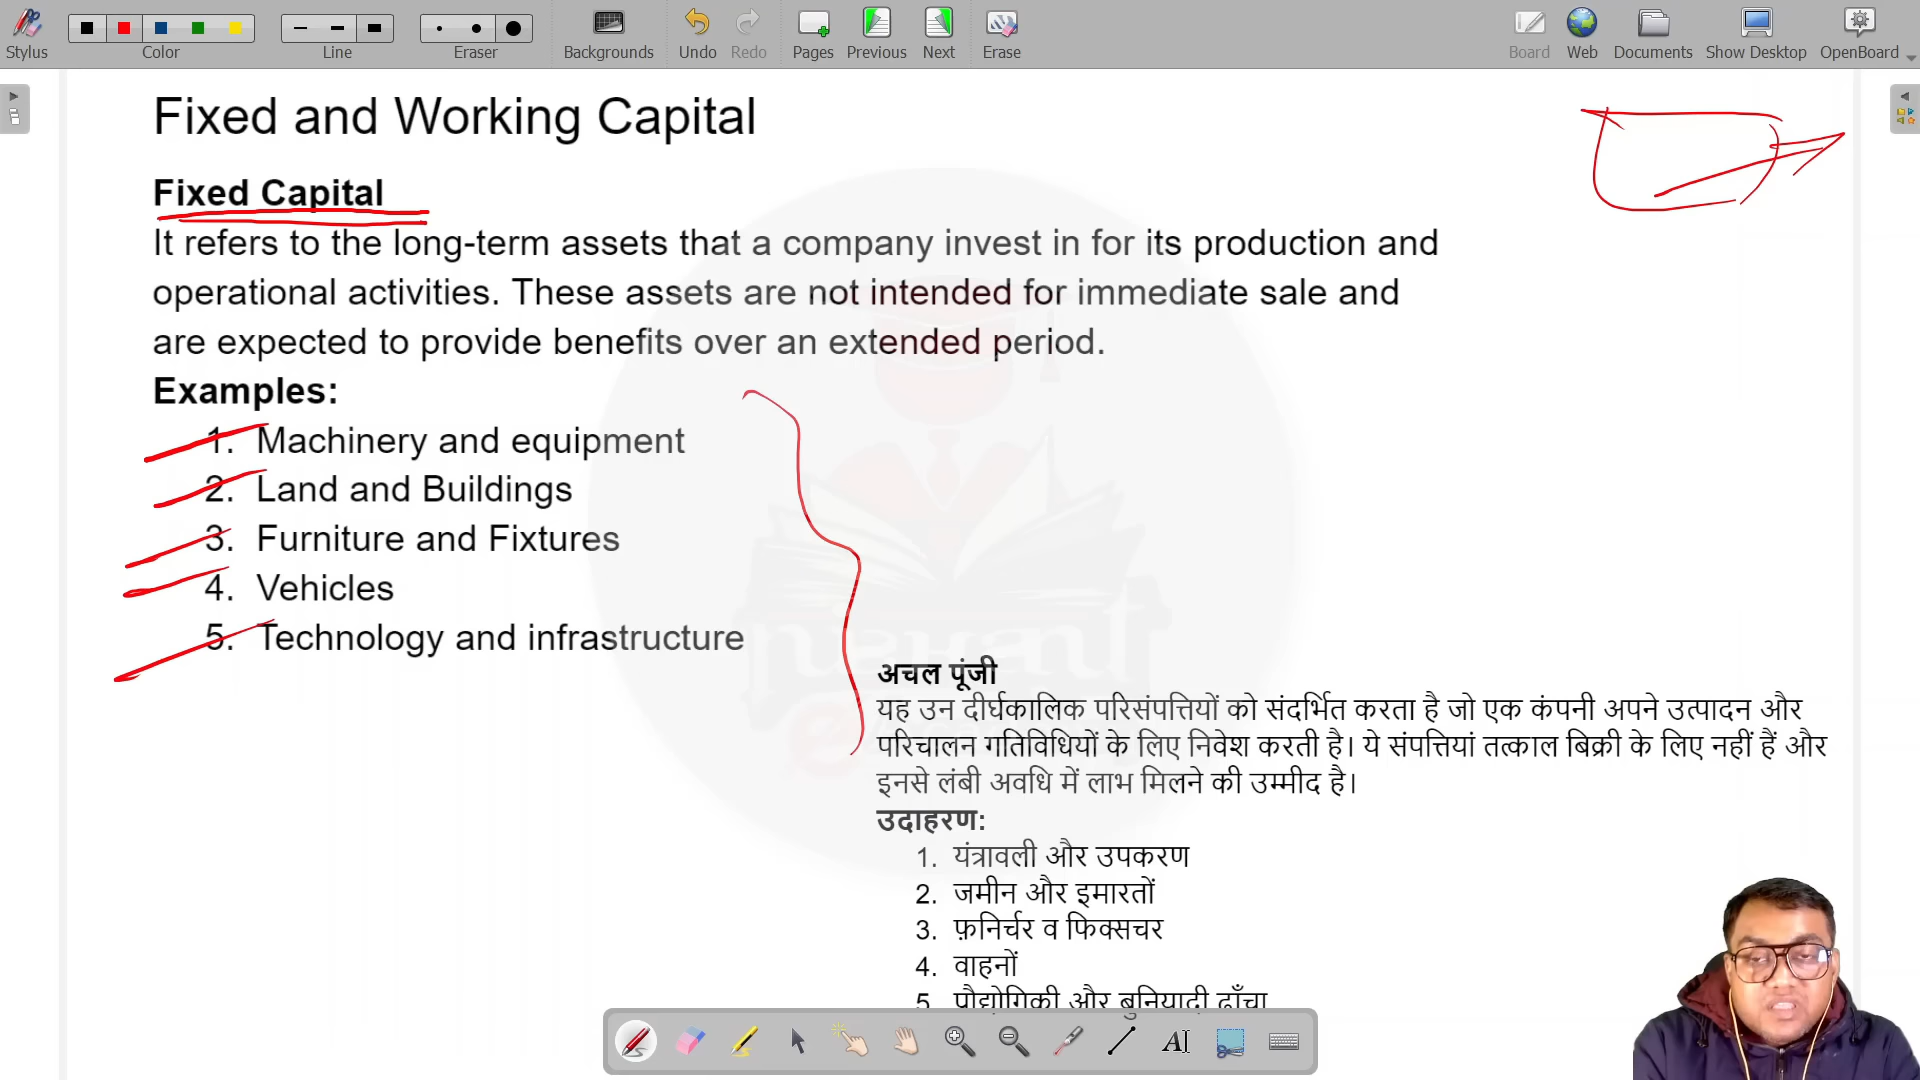 Stylus
Color
Line
Eraser
Backgrounds
Undo
Redo
Pages
Previous
Next
Erase
Board
Web
Documents
Show Desktop
OpenBoard
Fixed and Working Capital
Fixed Capital
It refers to the long-term assets that a company invest in for its production and
operational activities. These assets are not intended for immediate sale and
are expected to provide benefits over an extended period.
Examples:
1. Machinery and equipment
2. Land and Buildings
3. Furniture and Fixtures
4. Vehicles
5. Technology and infrastructure
अचल पूंजी
यह उन दीर्घकालिक परिसंपत्तियों को संदर्भित करता है जो एक कंपनी अपने उत्पादन और
परिचालन गतिविधियों के लिए निवेश करती है। ये संपत्तियां तत्काल बिक्री के लिए नहीं हैं और
इनसे लंबी अवधि में लाभ मिलने की उम्मीद है।
उदाहरण:
1. यंत्रावली और उपकरण
2. जमीन और इमारतों
3. फ़निर्चर व फिक्सचर
4. वाहनों
5. प्रौद्योगिकी और बुनियादी ढाँचा